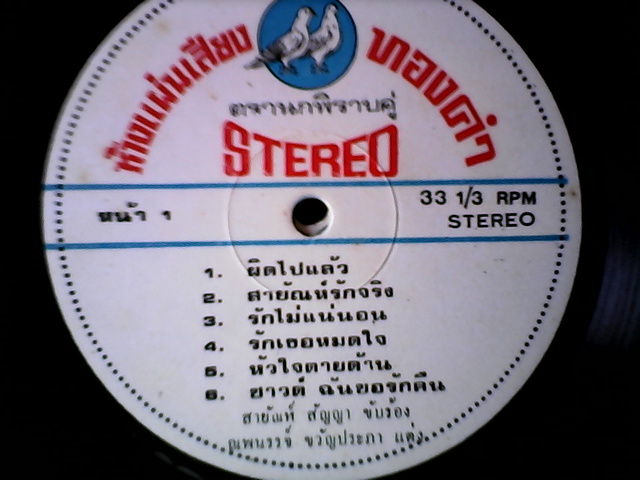 ห้างแผ่นเสียง ทองคำ
ตรานกพิราบคู่
STEREO
33 1/3 RPM
หน้า 1
STEREO
1. ผิดไปแล้ว
2. สายัณห์รักจริง
3. รักไม่แน่นอน
4. รักเธอหมดใจ
5. หัวใจตายด้าน
6. ซาวด์ ฉันขอรักคืน
สายัณห์ สัญญา ขับร้อง
ณพนรรจ์ ขวัญประภา แต่ง